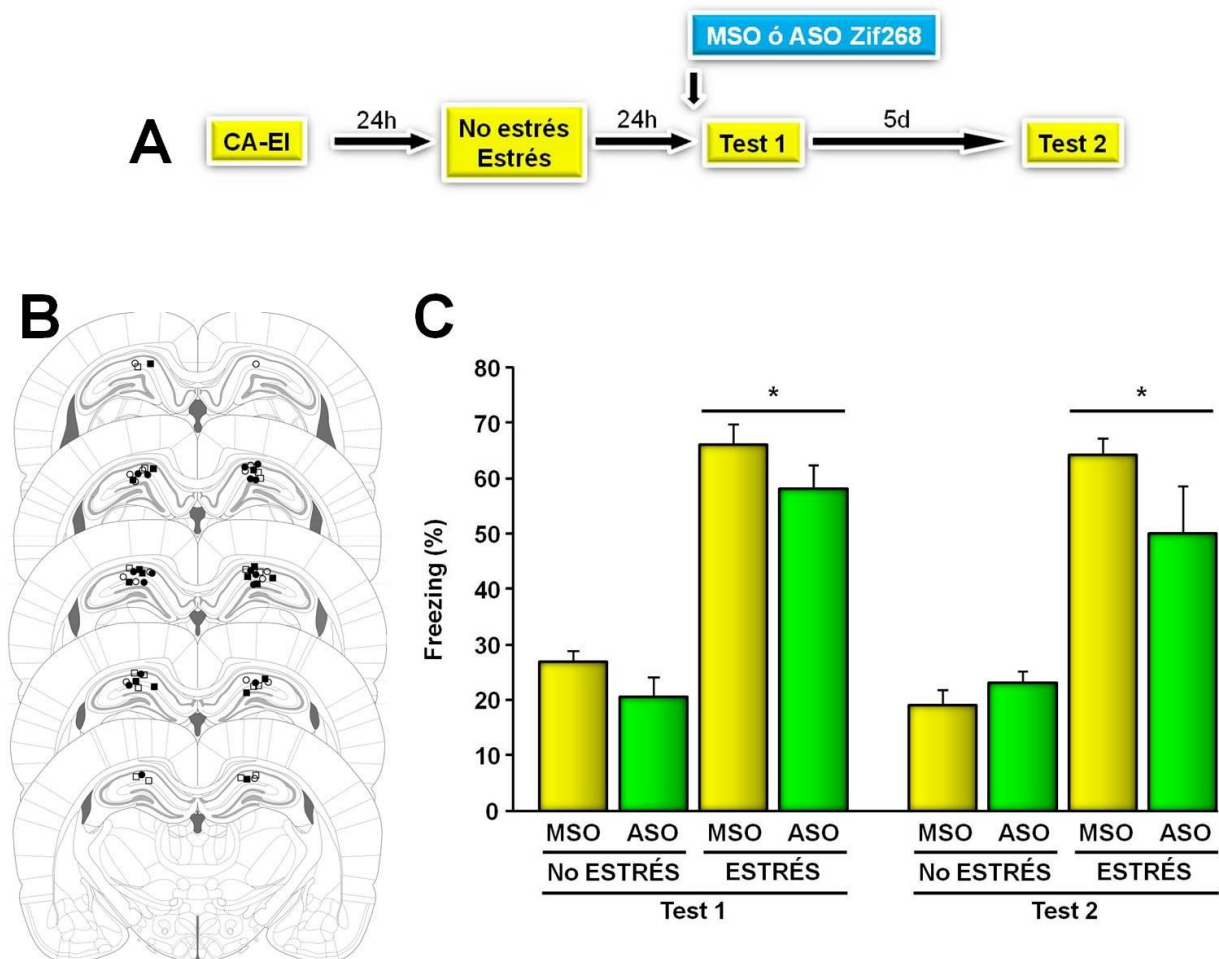 MSO ó ASO Zif268
A
CA-EI
24h
No estrés
Estrés
24h
Test 1
5d
Test 2
B
C
Freezing (%)
80
70
60
50
40
30
20
10
0
*
*
MSO ASO MSO ASO MSO ASO MSO ASO
No ESTRÉS ESTRÉS No ESTRÉS ESTRÉS
Test 1 Test 2